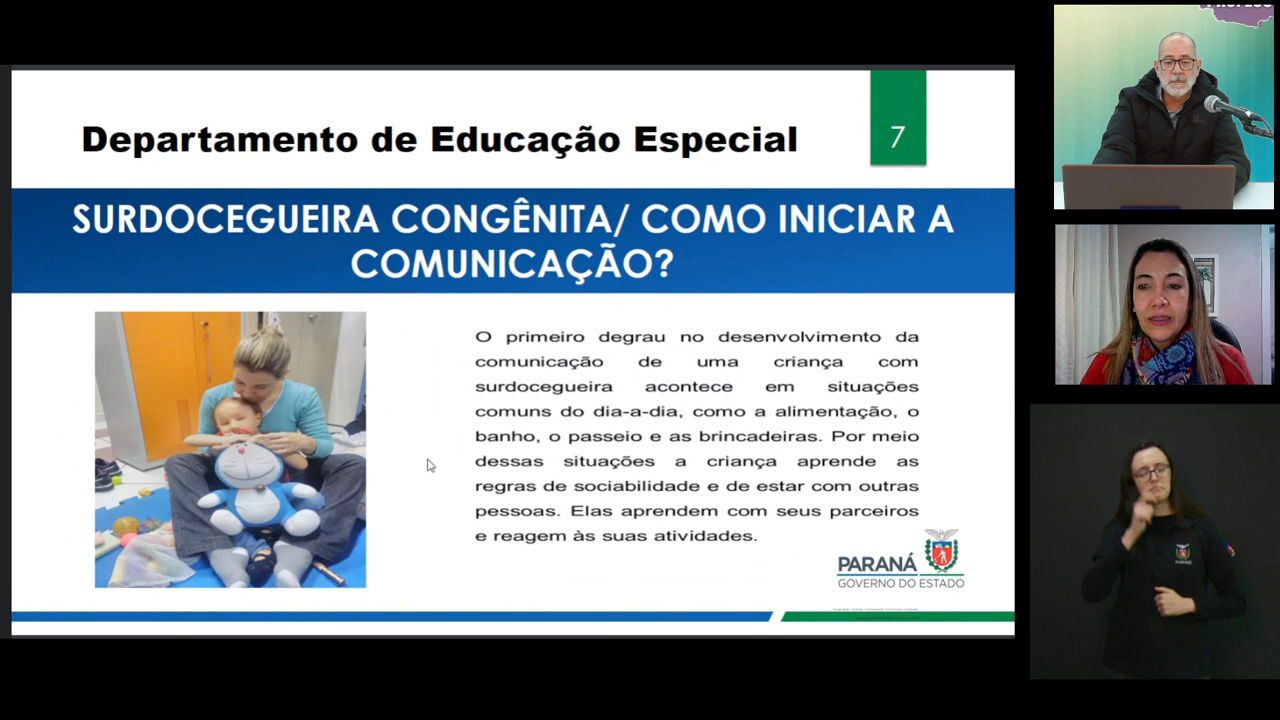 Departamento de Educação Especial
7
SURDOCEGUEIRA CONGÊNITA/ COMO INICIAR A
COMUNICAÇÃO?
O primeiro degrau no desenvolvimento da
comunicação de uma criança com
surdocegueira acontece em situações
comuns do dia-a-dia, como a alimentação, o
banho, o passeio e as brincadeiras. Por meio
dessas situações a criança aprende as
regras de sociabilidade e de estar com outras
pessoas. Elas aprendem com seus parceiros
e reagem às suas atividades.
PARANÁ
GOVERNO DO ESTADO
PARANÁ